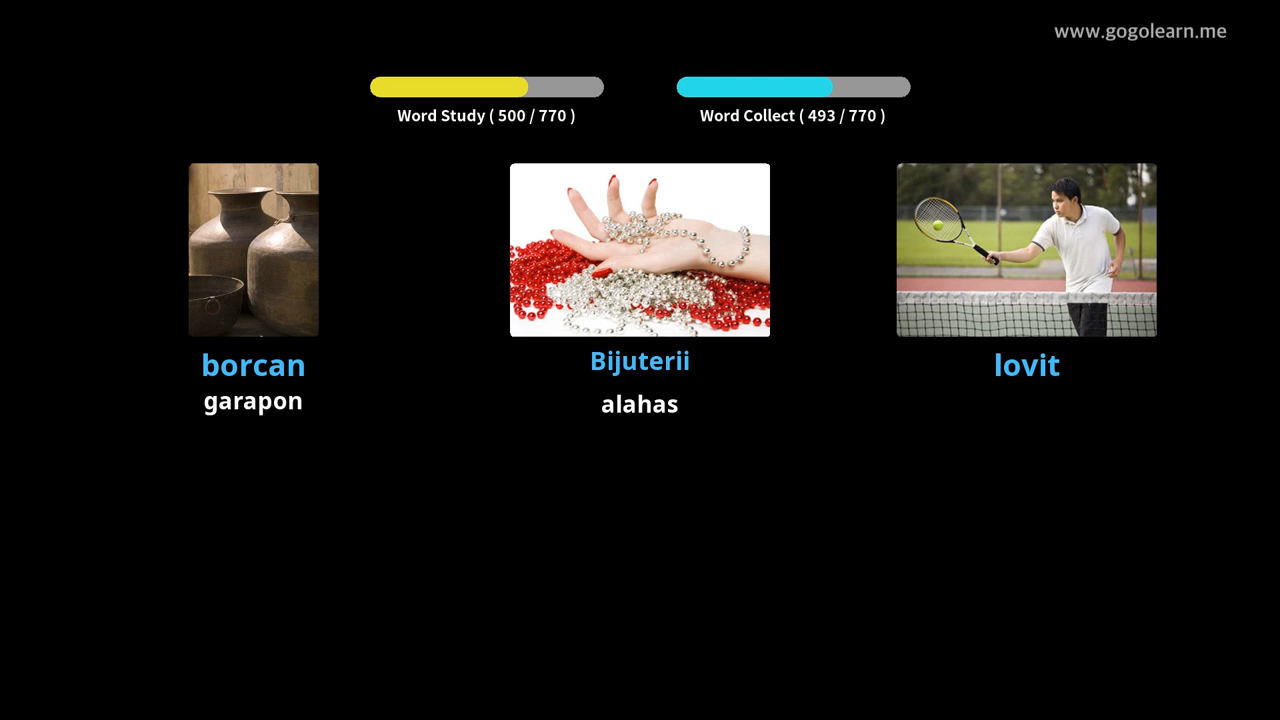 www.gogolearn.me
Word Study ( 500 / 770 )
Word Collect ( 493 / 770 )
borcan
garapon
Bijuterii
alahas
lovit